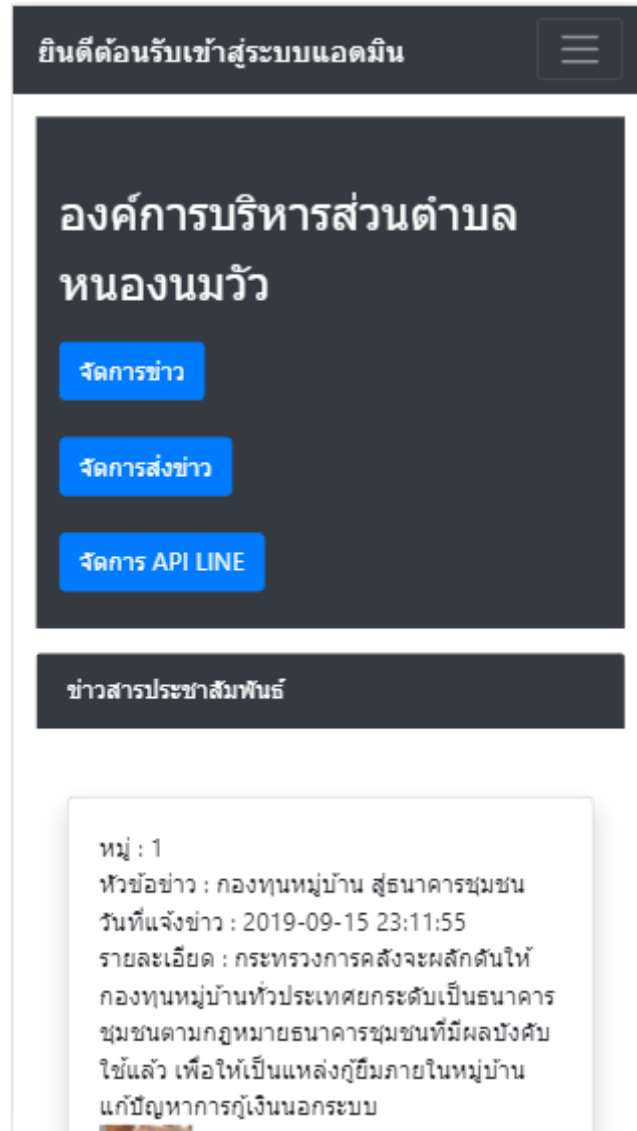 ยินดีต้อนรับเข้าสู่ระบบแอดมิน
องค์การบริหารส่วนตำบล
หนองนมวัว
จัดการข่าว
จัดการส่งข่าว
จัดการ API LINE
ข่าวสารประชาสัมพันธ์
หมู่ : 1
หัวข้อข่าว : กองทุนหมู่บ้าน สู่ธนาคารชุมชน
วันที่แจ้งข่าว : 2019-09-15 23:11:55
รายละเอียด : กระทรวงการคลังจะผลักดันให้
กองทุนหมู่บ้านทั่วประเทศยกระดับเป็นธนาคาร
ชุมชนตามกฎหมายธนาคารชุมชนที่มีผลบังคับ
ใช้แล้ว เพื่อให้เป็นแหล่งกู้ยืมภายในหมู่บ้าน
แก้ปัญหาการกู้เงินนอกระบบ